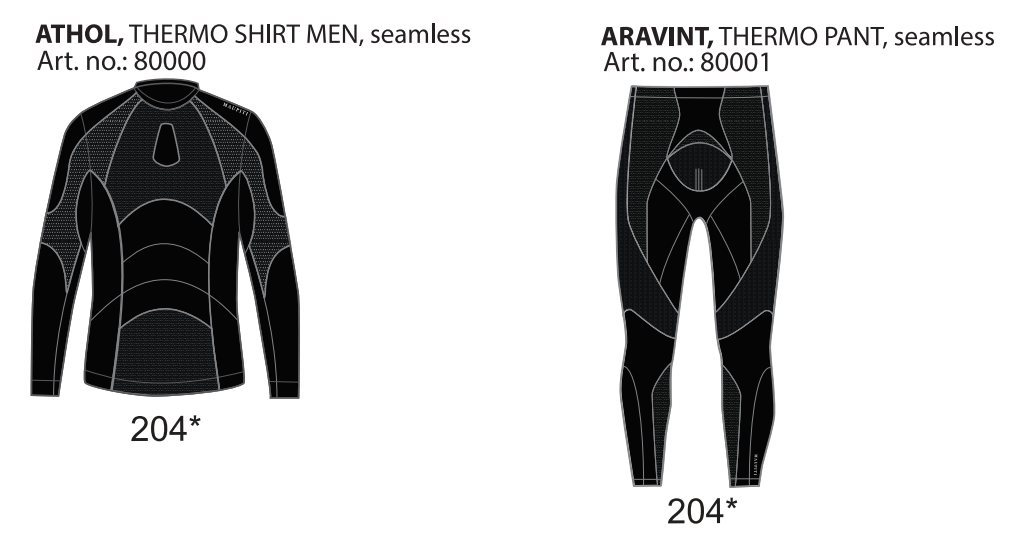 ATHOL, THERMO SHIRT MEN, seamless
Art. no.: 80000
204*
ARAVINT, THERMO PANT, seamless
Art. no.: 80001
204*